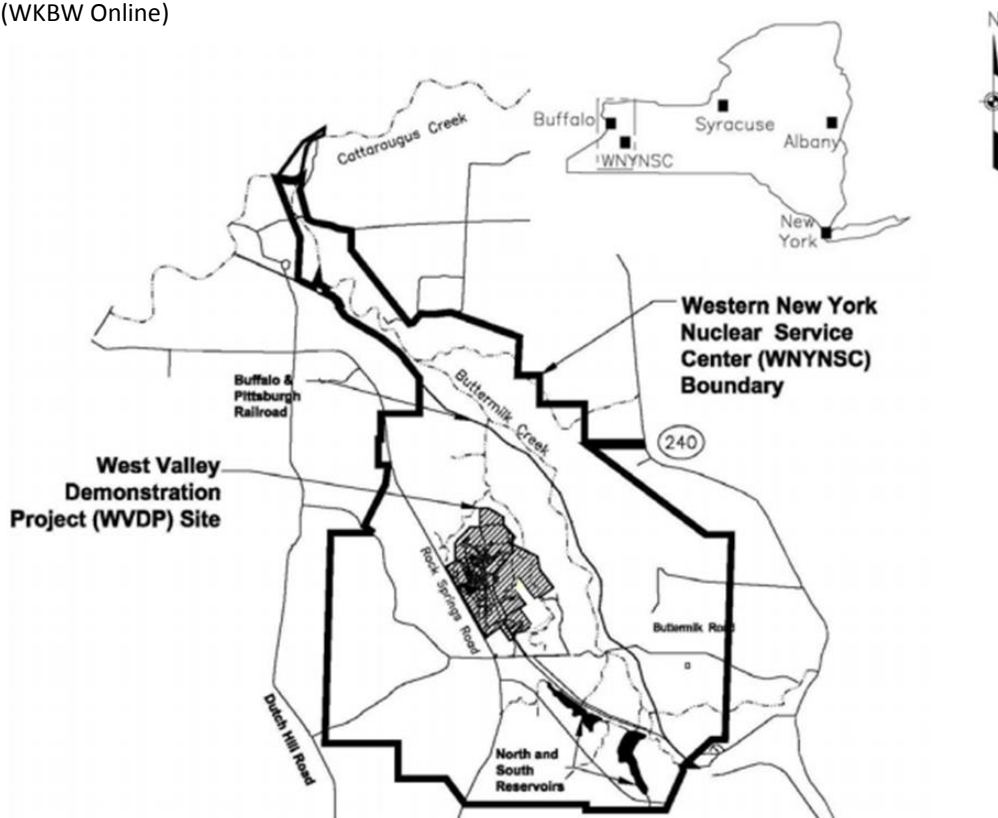 (WKBW Online)
N
Cattaraugus Creek
Buffalo
Syracuse
Albany
WNYNSC
New
York
Western New York
Nuclear Service
Center (WNYNSC)
Boundary
Buffalo &
Pittsburgh
Railroad
Buttermilk Creek
240
West Valley
Demonstration
Project (WVDP) Site
Rock Springs Road
Buttermilk Road
Dutch Hill Road
North and
South
Reservoirs